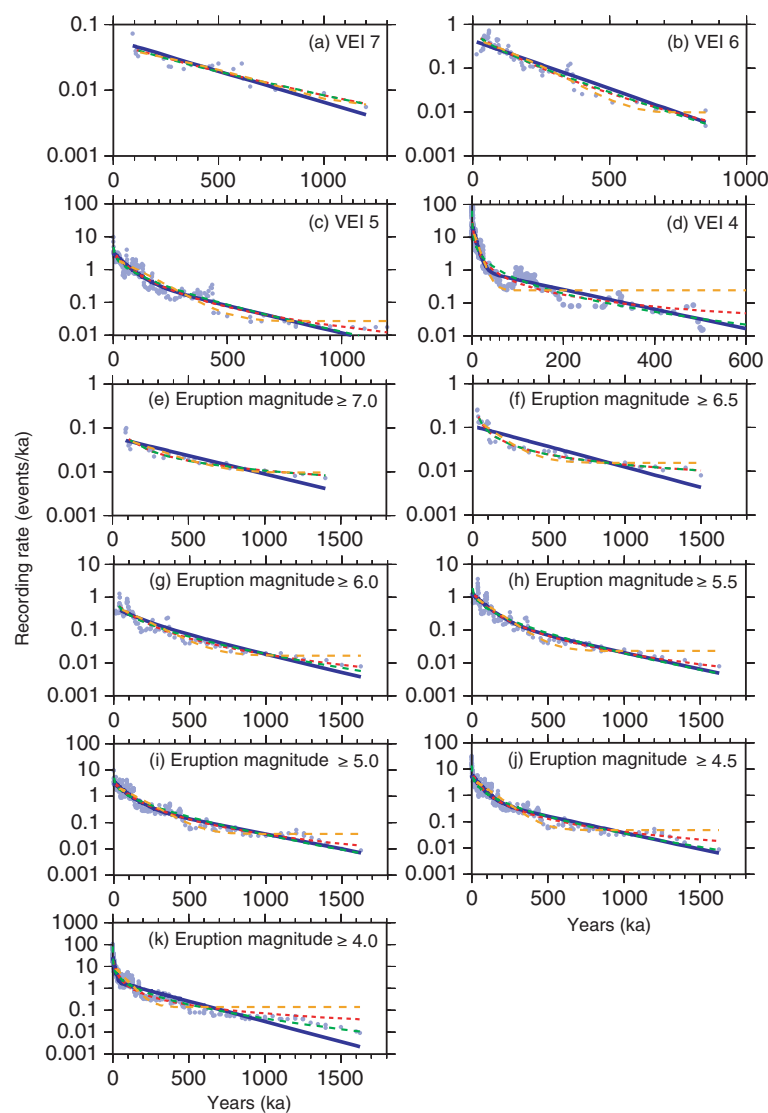 (a) VEI 7
0.1
0.01
0.001
0 500 1000
(b) VEI 6
1
0.1
0.01
0.001
0 500 1000
(c) VEI 5
100
10
1
0.1
0.01
0 500 1000
(d) VEI 4
100
10
1
0.1
0.01
0 200 400 600
(e) Eruption magnitude ≥ 7.0
1
0.1
0.01
0.001
0 500 1000 1500
(f) Eruption magnitude ≥ 6.5
1
0.1
0.01
0.001
0 500 1000 1500
Recording rate (events/ka)
(g) Eruption magnitude ≥ 6.0
10
1
0.1
0.01
0.001
0 500 1000 1500
(h) Eruption magnitude ≥ 5.5
10
1
0.1
0.01
0.001
0 500 1000 1500
(i) Eruption magnitude ≥ 5.0
100
10
1
0.1
0.01
0.001
0 500 1000 1500
(j) Eruption magnitude ≥ 4.5
100
10
1
0.1
0.01
0.001
0 500 1000 1500
Years (ka)
(k) Eruption magnitude ≥ 4.0
1000
100
10
1
0.1
0.01
0.001
0 500 1000 1500
Years (ka)